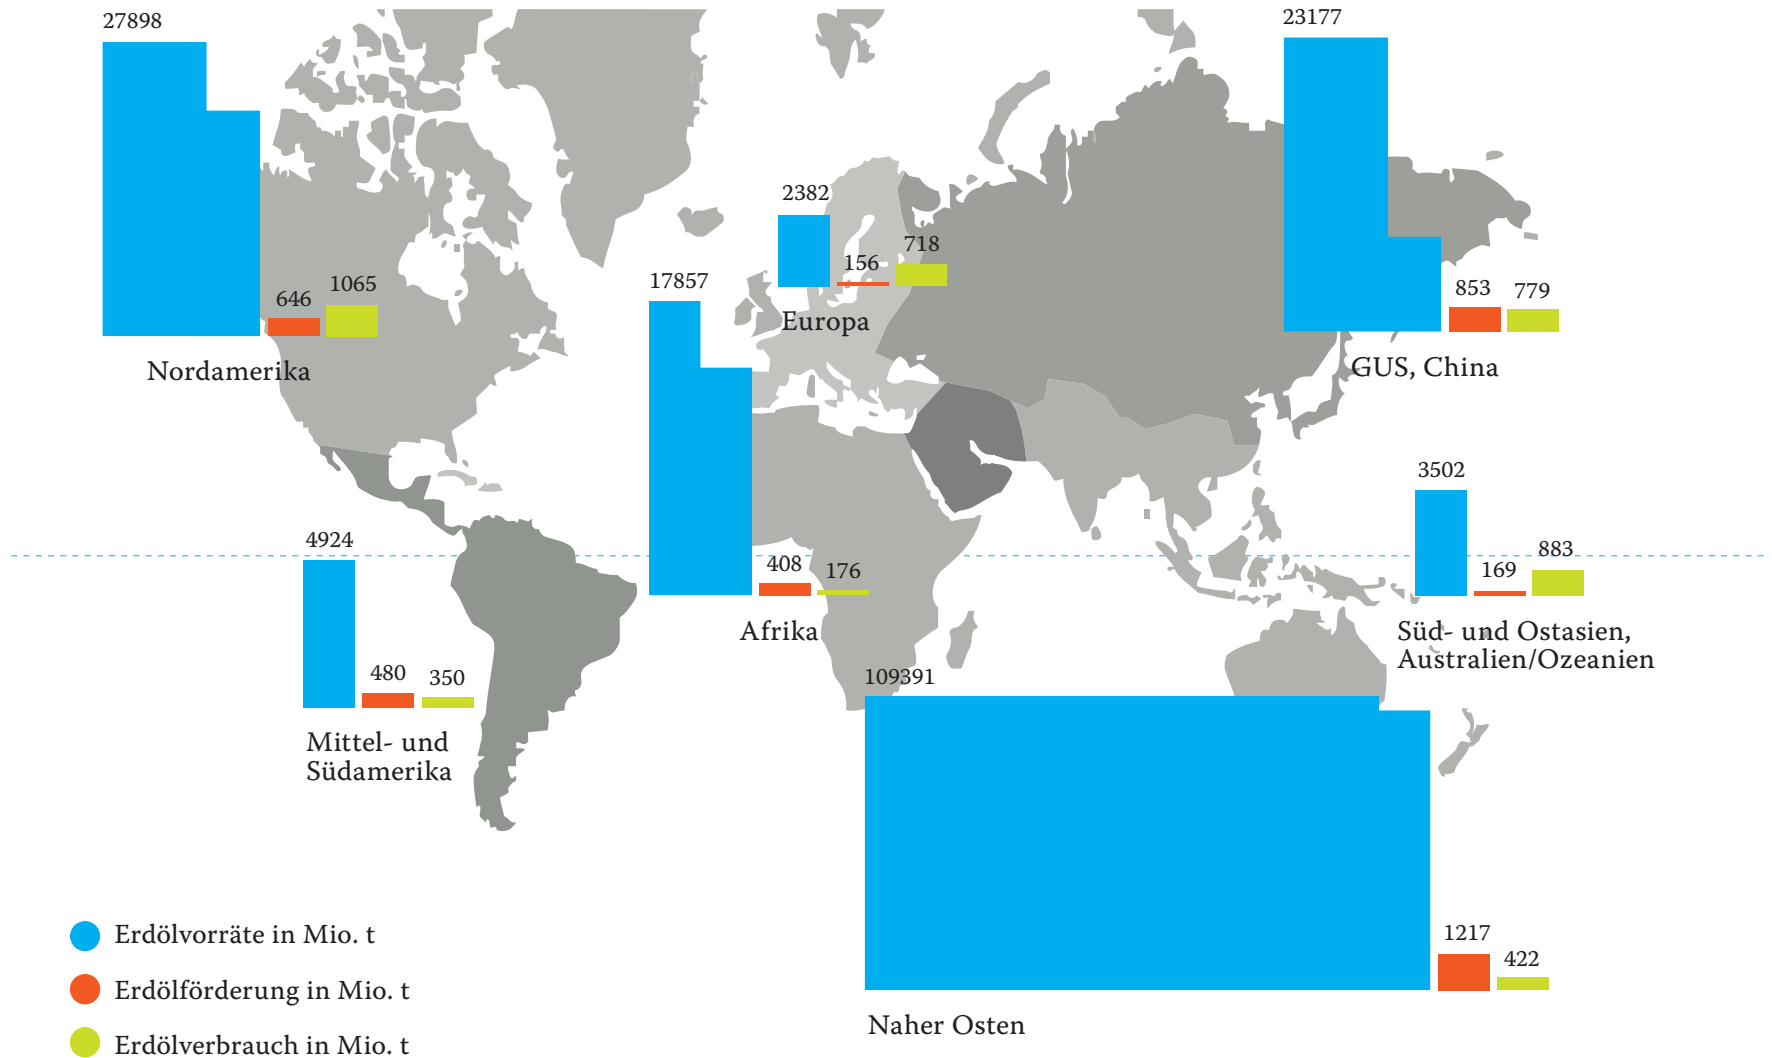 27898
646
1065
Nordamerika
2382
156
718
Europa
23177
853
779
GUS, China
17857
408
176
Afrika
4924
480
350
Mittel- und
Südamerika
3502
169
883
Süd- und Ostasien,
Australien/Ozeanien
109391
1217
422
Naher Osten
Erdölvorräte in Mio. t
Erdölförderung in Mio. t
Erdölverbrauch in Mio. t